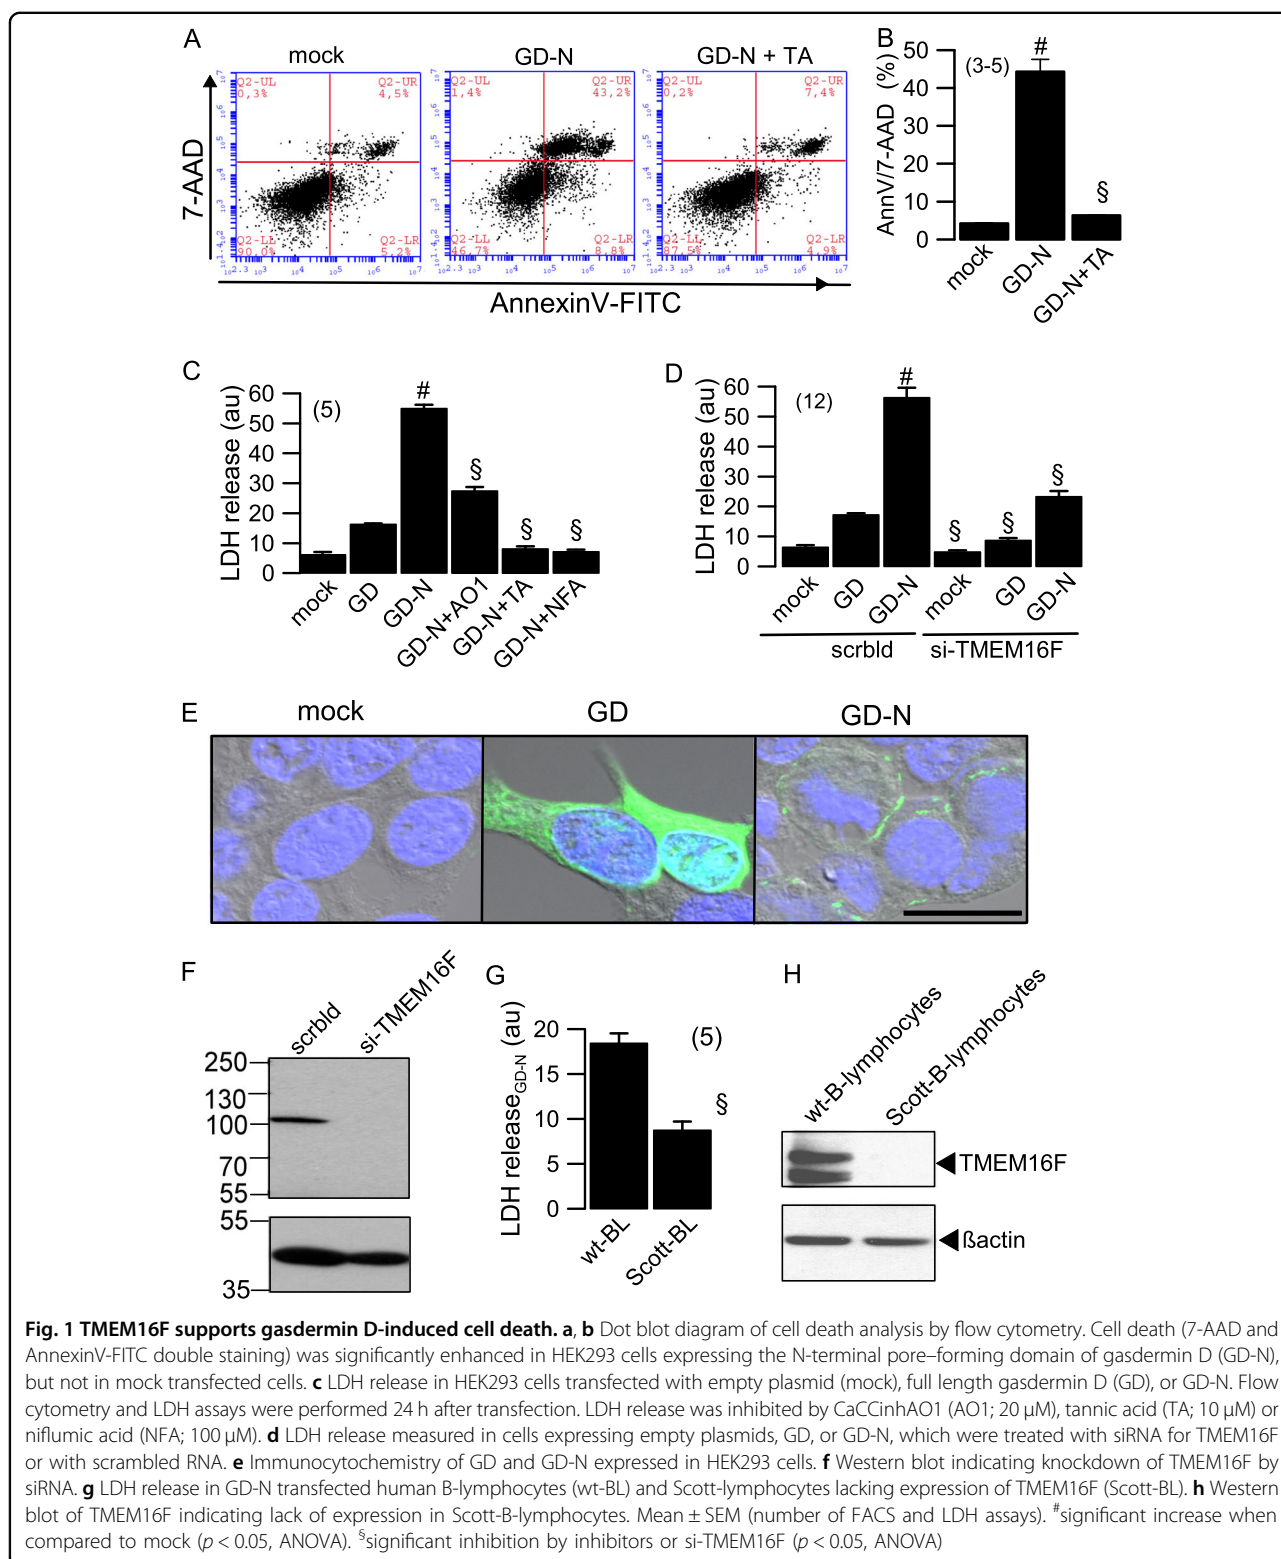 A
mock
GD-N
GD-N + TA
Q2-UL
0,3%
Q2-UR
4,5%
Q2-LL
90,0%
Q2-LR
5,2%
Q2-UL
1,4%
Q2-UR
43,2%
Q2-LL
46,7%
Q2-LR
8,8%
Q2-UL
0,2%
Q2-UR
7,4%
Q2-LL
87,5%
Q2-LR
4,9%
7-AAD
AnnexinV-FITC
B
AnnV/7-AAD (%)
50
40
30
20
10
0
(3-5)
#
§
mock
GD-N
GD-N+TA
C
LDH release (au)
60
50
40
30
20
10
0
(5)
#
§
§
§
mock
GD
GD-N
GD-N+AO1
GD-N+TA
GD-N+NFA
D
LDH release (au)
60
50
40
30
20
10
0
(12)
#
§
§
§
mock
GD
GD-N
mock
GD
GD-N
scrbld
si-TMEM16F
E
mock
GD
GD-N
F
scrbld
si-TMEM16F
250
130
100
70
55
55
35
G
LDH releaseGD-N (au)
20
15
10
5
0
(5)
§
wt-BL
Scott-BL
H
wt-B-lymphocytes
Scott-B-lymphocytes
TMEM16F
ßactin
Fig. 1 TMEM16F supports gasdermin D-induced cell death. a, b Dot blot diagram of cell death analysis by flow cytometry. Cell death (7-AAD and
AnnexinV-FITC double staining) was significantly enhanced in HEK293 cells expressing the N-terminal pore–forming domain of gasdermin D (GD-N),
but not in mock transfected cells. c LDH release in HEK293 cells transfected with empty plasmid (mock), full length gasdermin D (GD), or GD-N. Flow
cytometry and LDH assays were performed 24 h after transfection. LDH release was inhibited by CaCCinhAO1 (AO1; 20 µM), tannic acid (TA; 10 µM) or
niflumic acid (NFA; 100 µM). d LDH release measured in cells expressing empty plasmids, GD, or GD-N, which were treated with siRNA for TMEM16F
or with scrambled RNA. e Immunocytochemistry of GD and GD-N expressed in HEK293 cells. f Western blot indicating knockdown of TMEM16F by
siRNA. g LDH release in GD-N transfected human B-lymphocytes (wt-BL) and Scott-lymphocytes lacking expression of TMEM16F (Scott-BL). h Western
blot of TMEM16F indicating lack of expression in Scott-B-lymphocytes. Mean ± SEM (number of FACS and LDH assays). #significant increase when
compared to mock (p < 0.05, ANOVA). §significant inhibition by inhibitors or si-TMEM16F (p < 0.05, ANOVA)